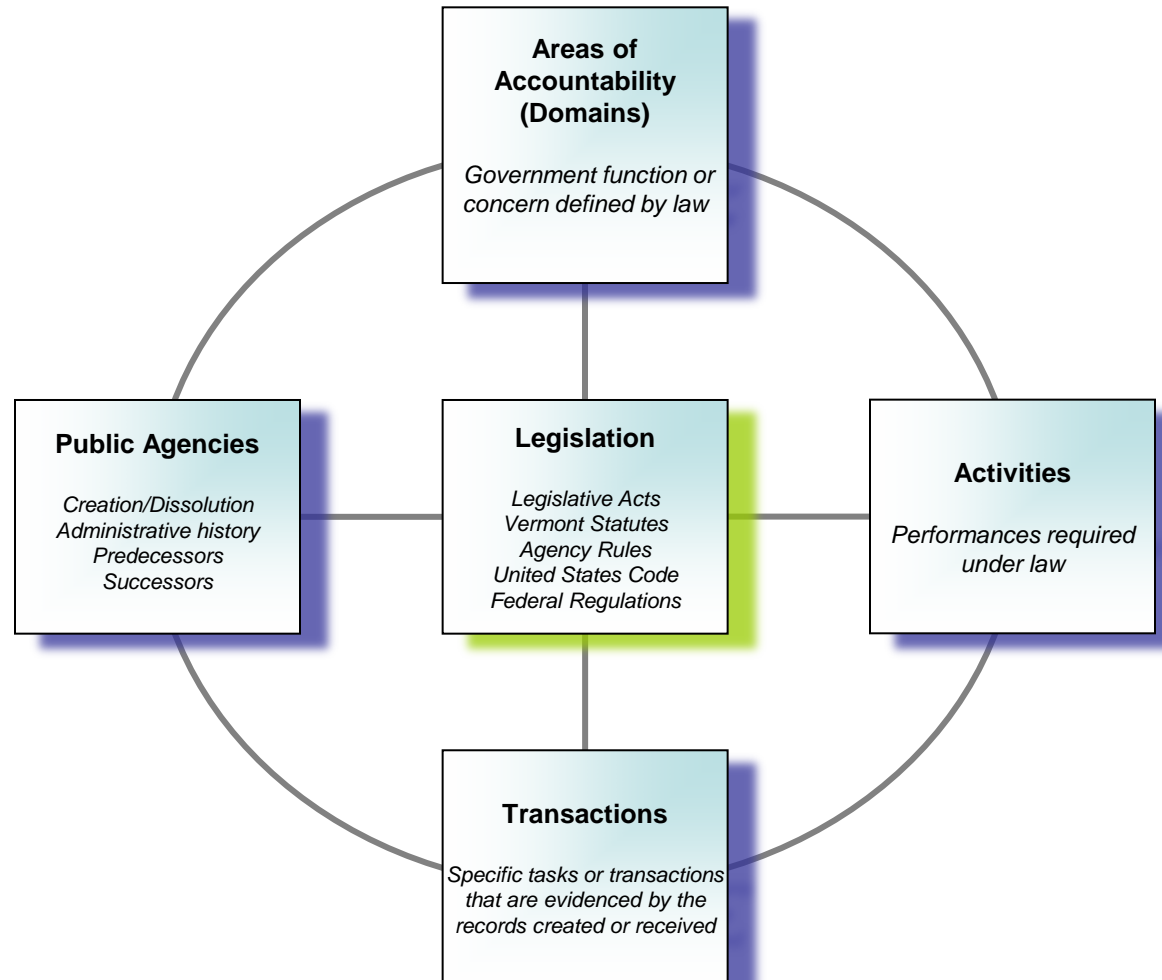 Areas of
Accountability
(Domains)
Government function or
concern defined by law
Public Agencies
Creation/Dissolution
Administrative history
Predecessors
Successors
Legislation
Legislative Acts
Vermont Statutes
Agency Rules
United States Code
Federal Regulations
Activities
Performances required
under law
Transactions
Specific tasks or transactions
that are evidenced by the
records created or received